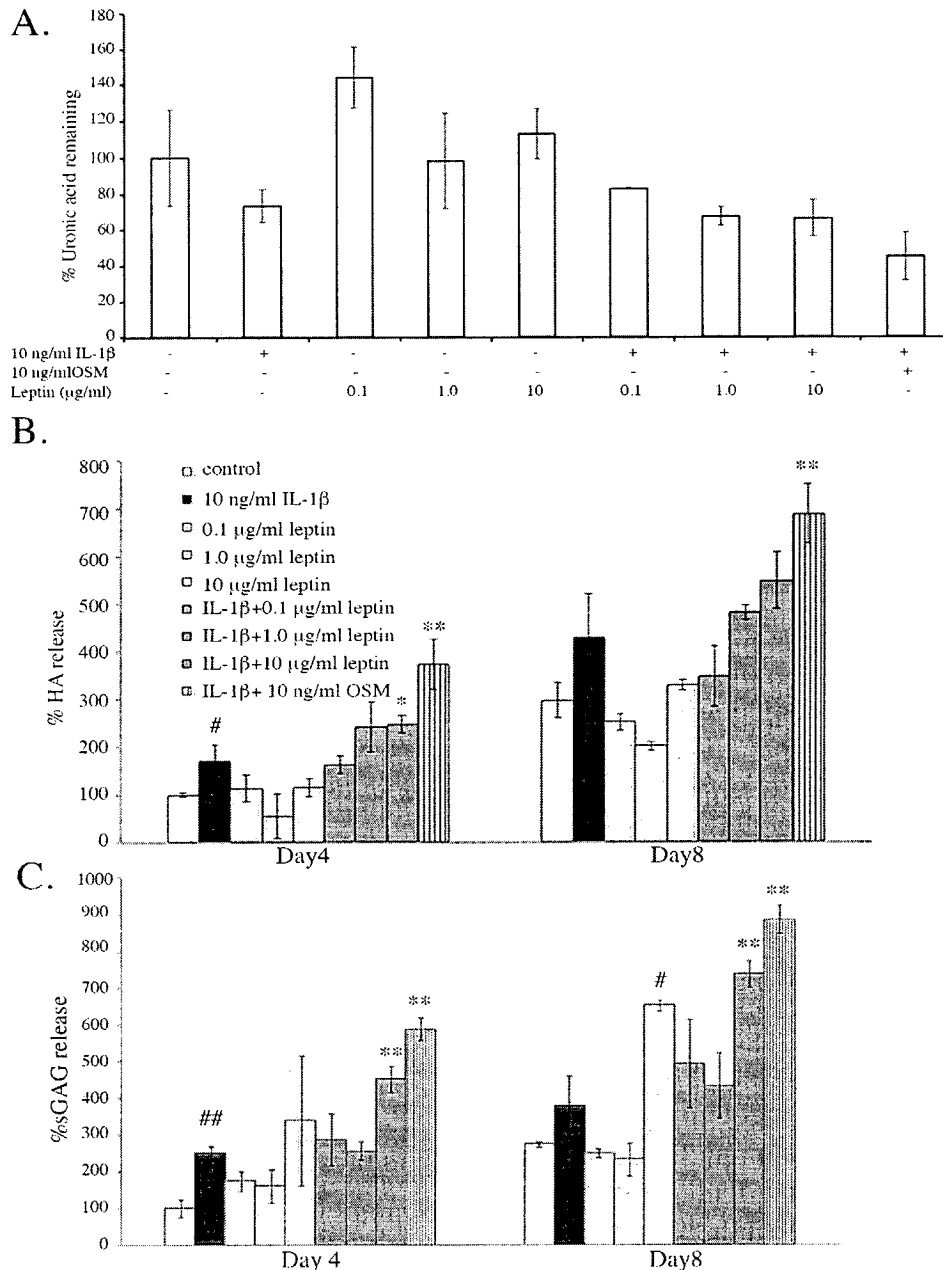 A.
180
160
140
120
100
80
60
40
20
0
% Uronic acid remaining
10 ng/ml IL-1β - + - - - + + + +
10 ng/mlOSM - - - - - - - - +
Leptin (μg/ml) - - 0.1 1.0 10 0.1 1.0 10 -
B.
800
700
600
500
400
300
200
100
0
% HA release
control
10 ng/ml IL-1β
0.1 μg/ml leptin
1.0 μg/ml leptin
10 μg/ml leptin
IL-1β+0.1 μg/ml leptin
IL-1β+1.0 μg/ml leptin
IL-1β+10 μg/ml leptin
IL-1β+ 10 ng/ml OSM
# * ** **
Day4 Day8
C.
1000
900
800
700
600
500
400
300
200
100
0
%sGAG release
## ** ** # ** **
Day 4 Day8